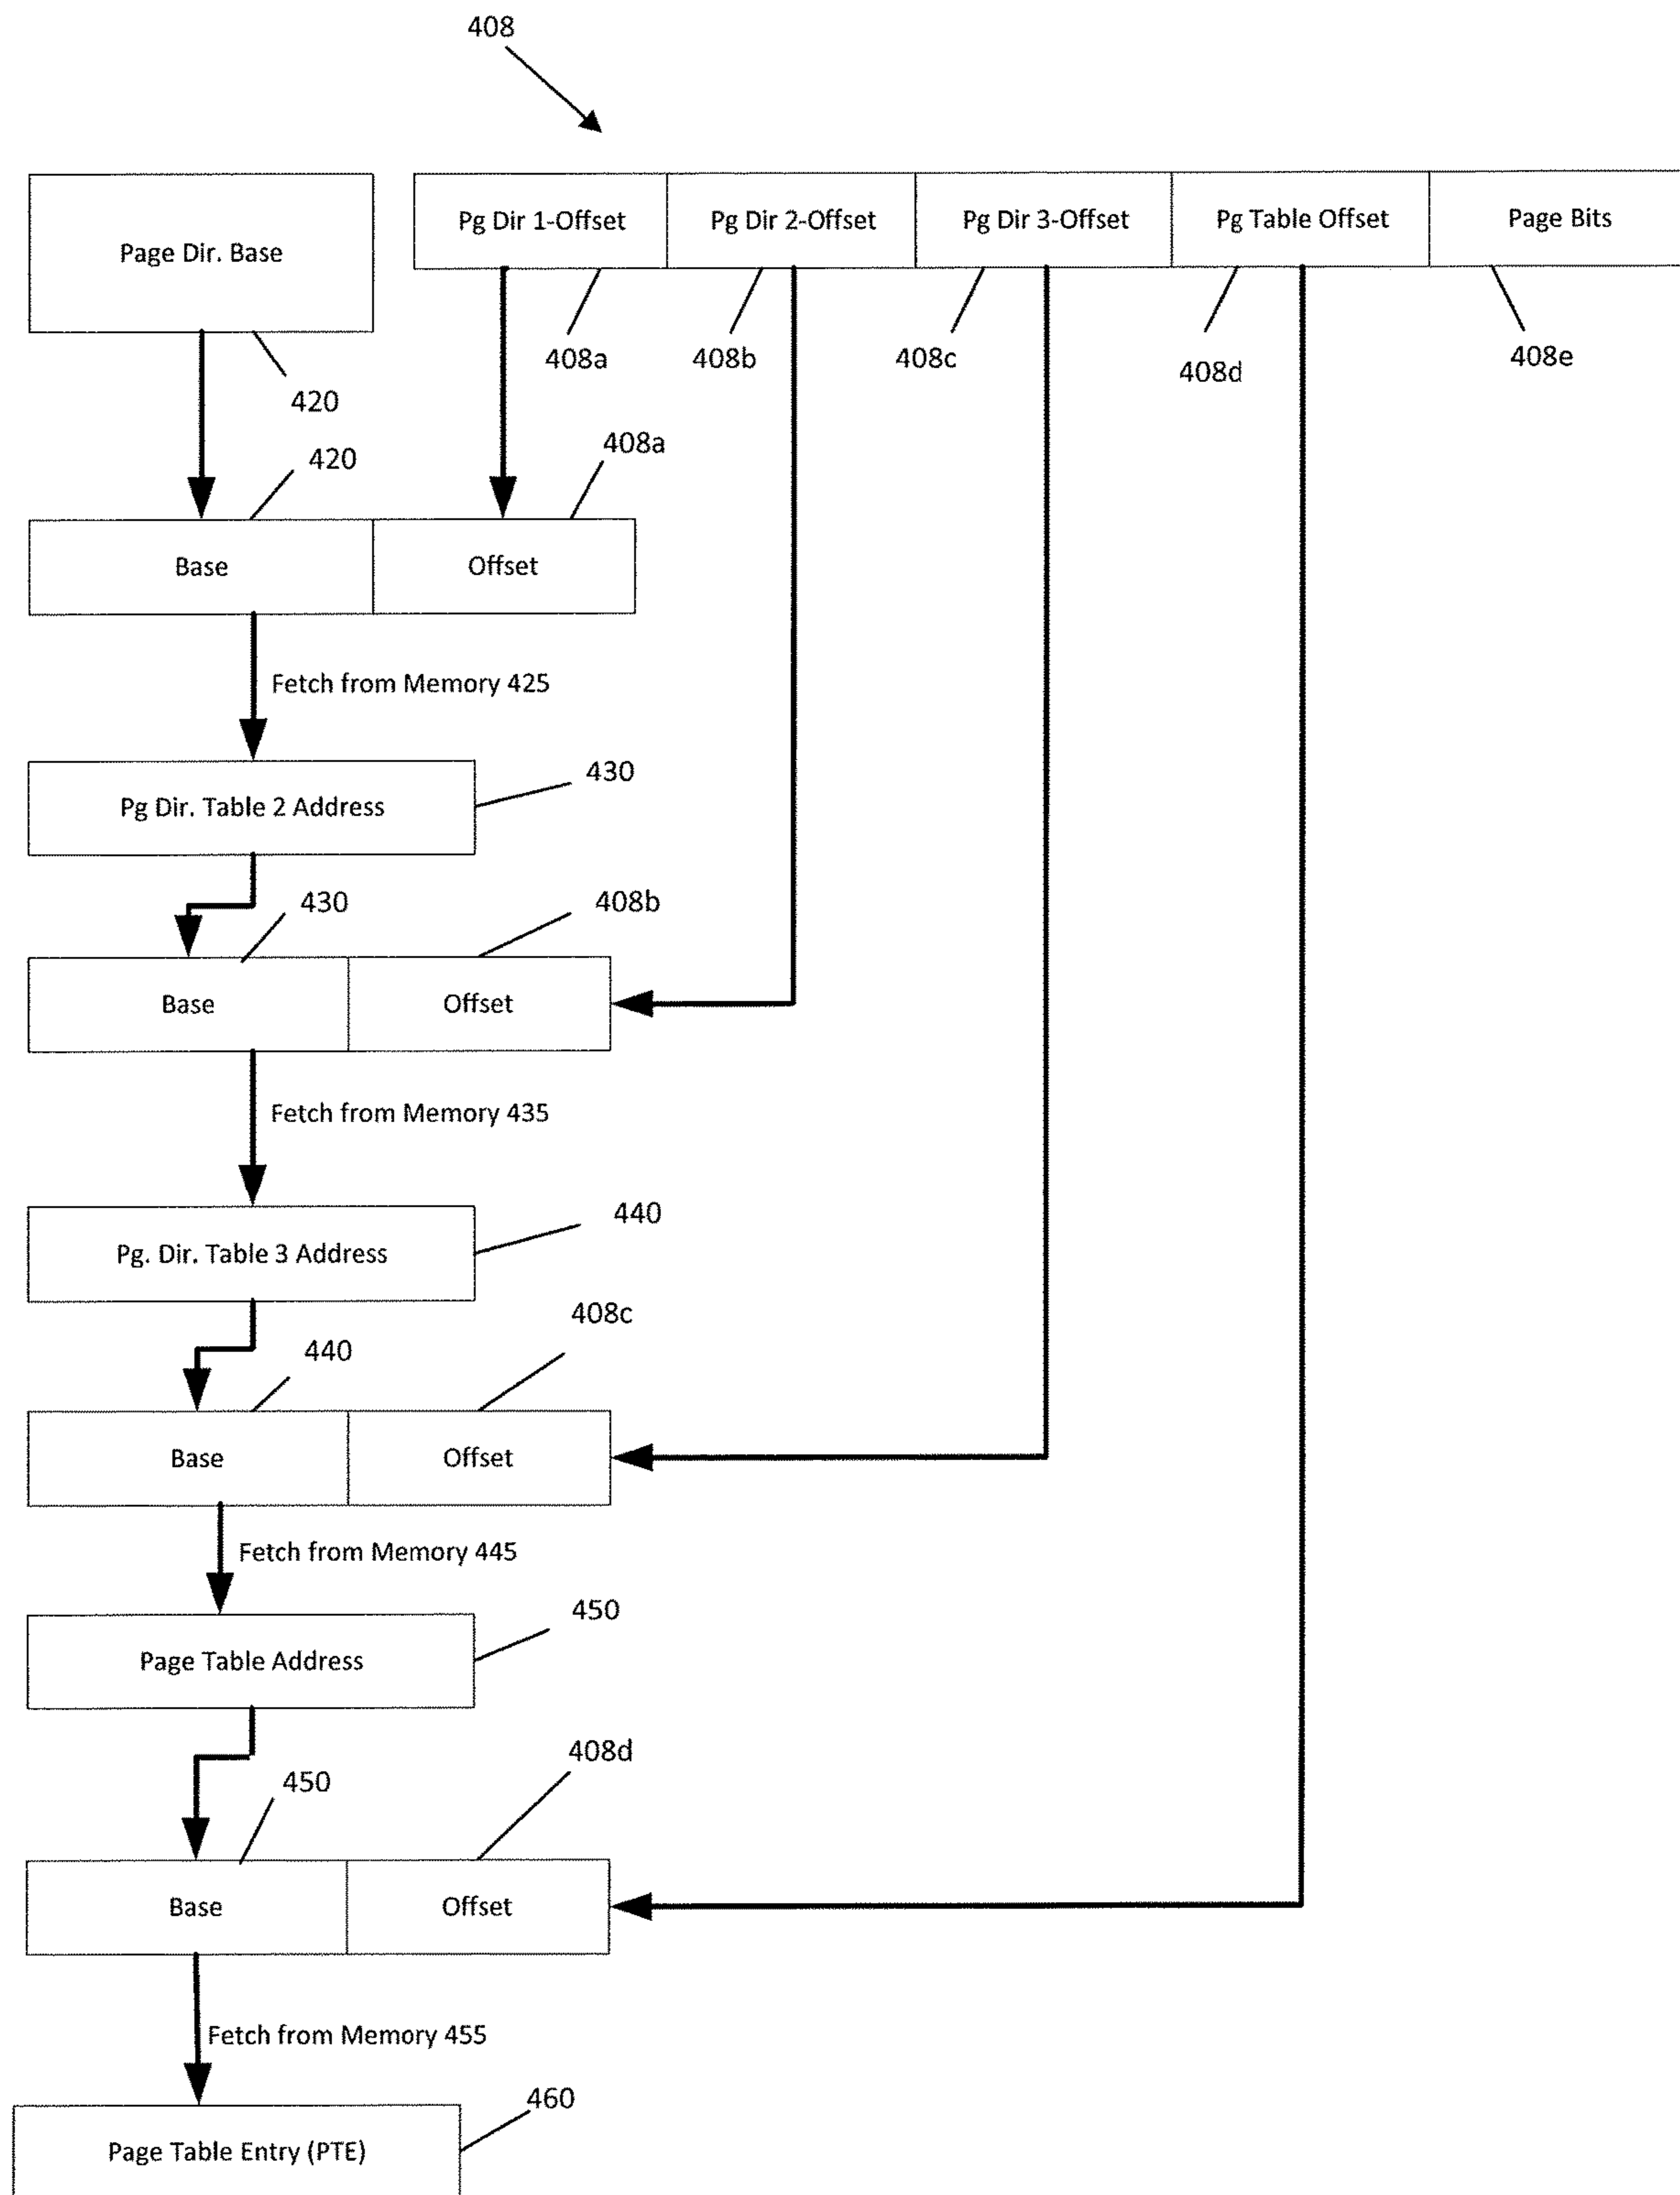 408
Page Dir. Base
Pg Dir 1-Offset
Pg Dir 2-Offset
Pg Dir 3-Offset
Pg Table Offset
Page Bits
408a
408b
408c
408d
408e
420
420
408a
Base
Offset
Fetch from Memory 425
Pg Dir. Table 2 Address
430
430
408b
Base
Offset
Fetch from Memory 435
Pg. Dir. Table 3 Address
440
440
408c
Base
Offset
Fetch from Memory 445
Page Table Address
450
450
408d
Base
Offset
Fetch from Memory 455
Page Table Entry (PTE)
460